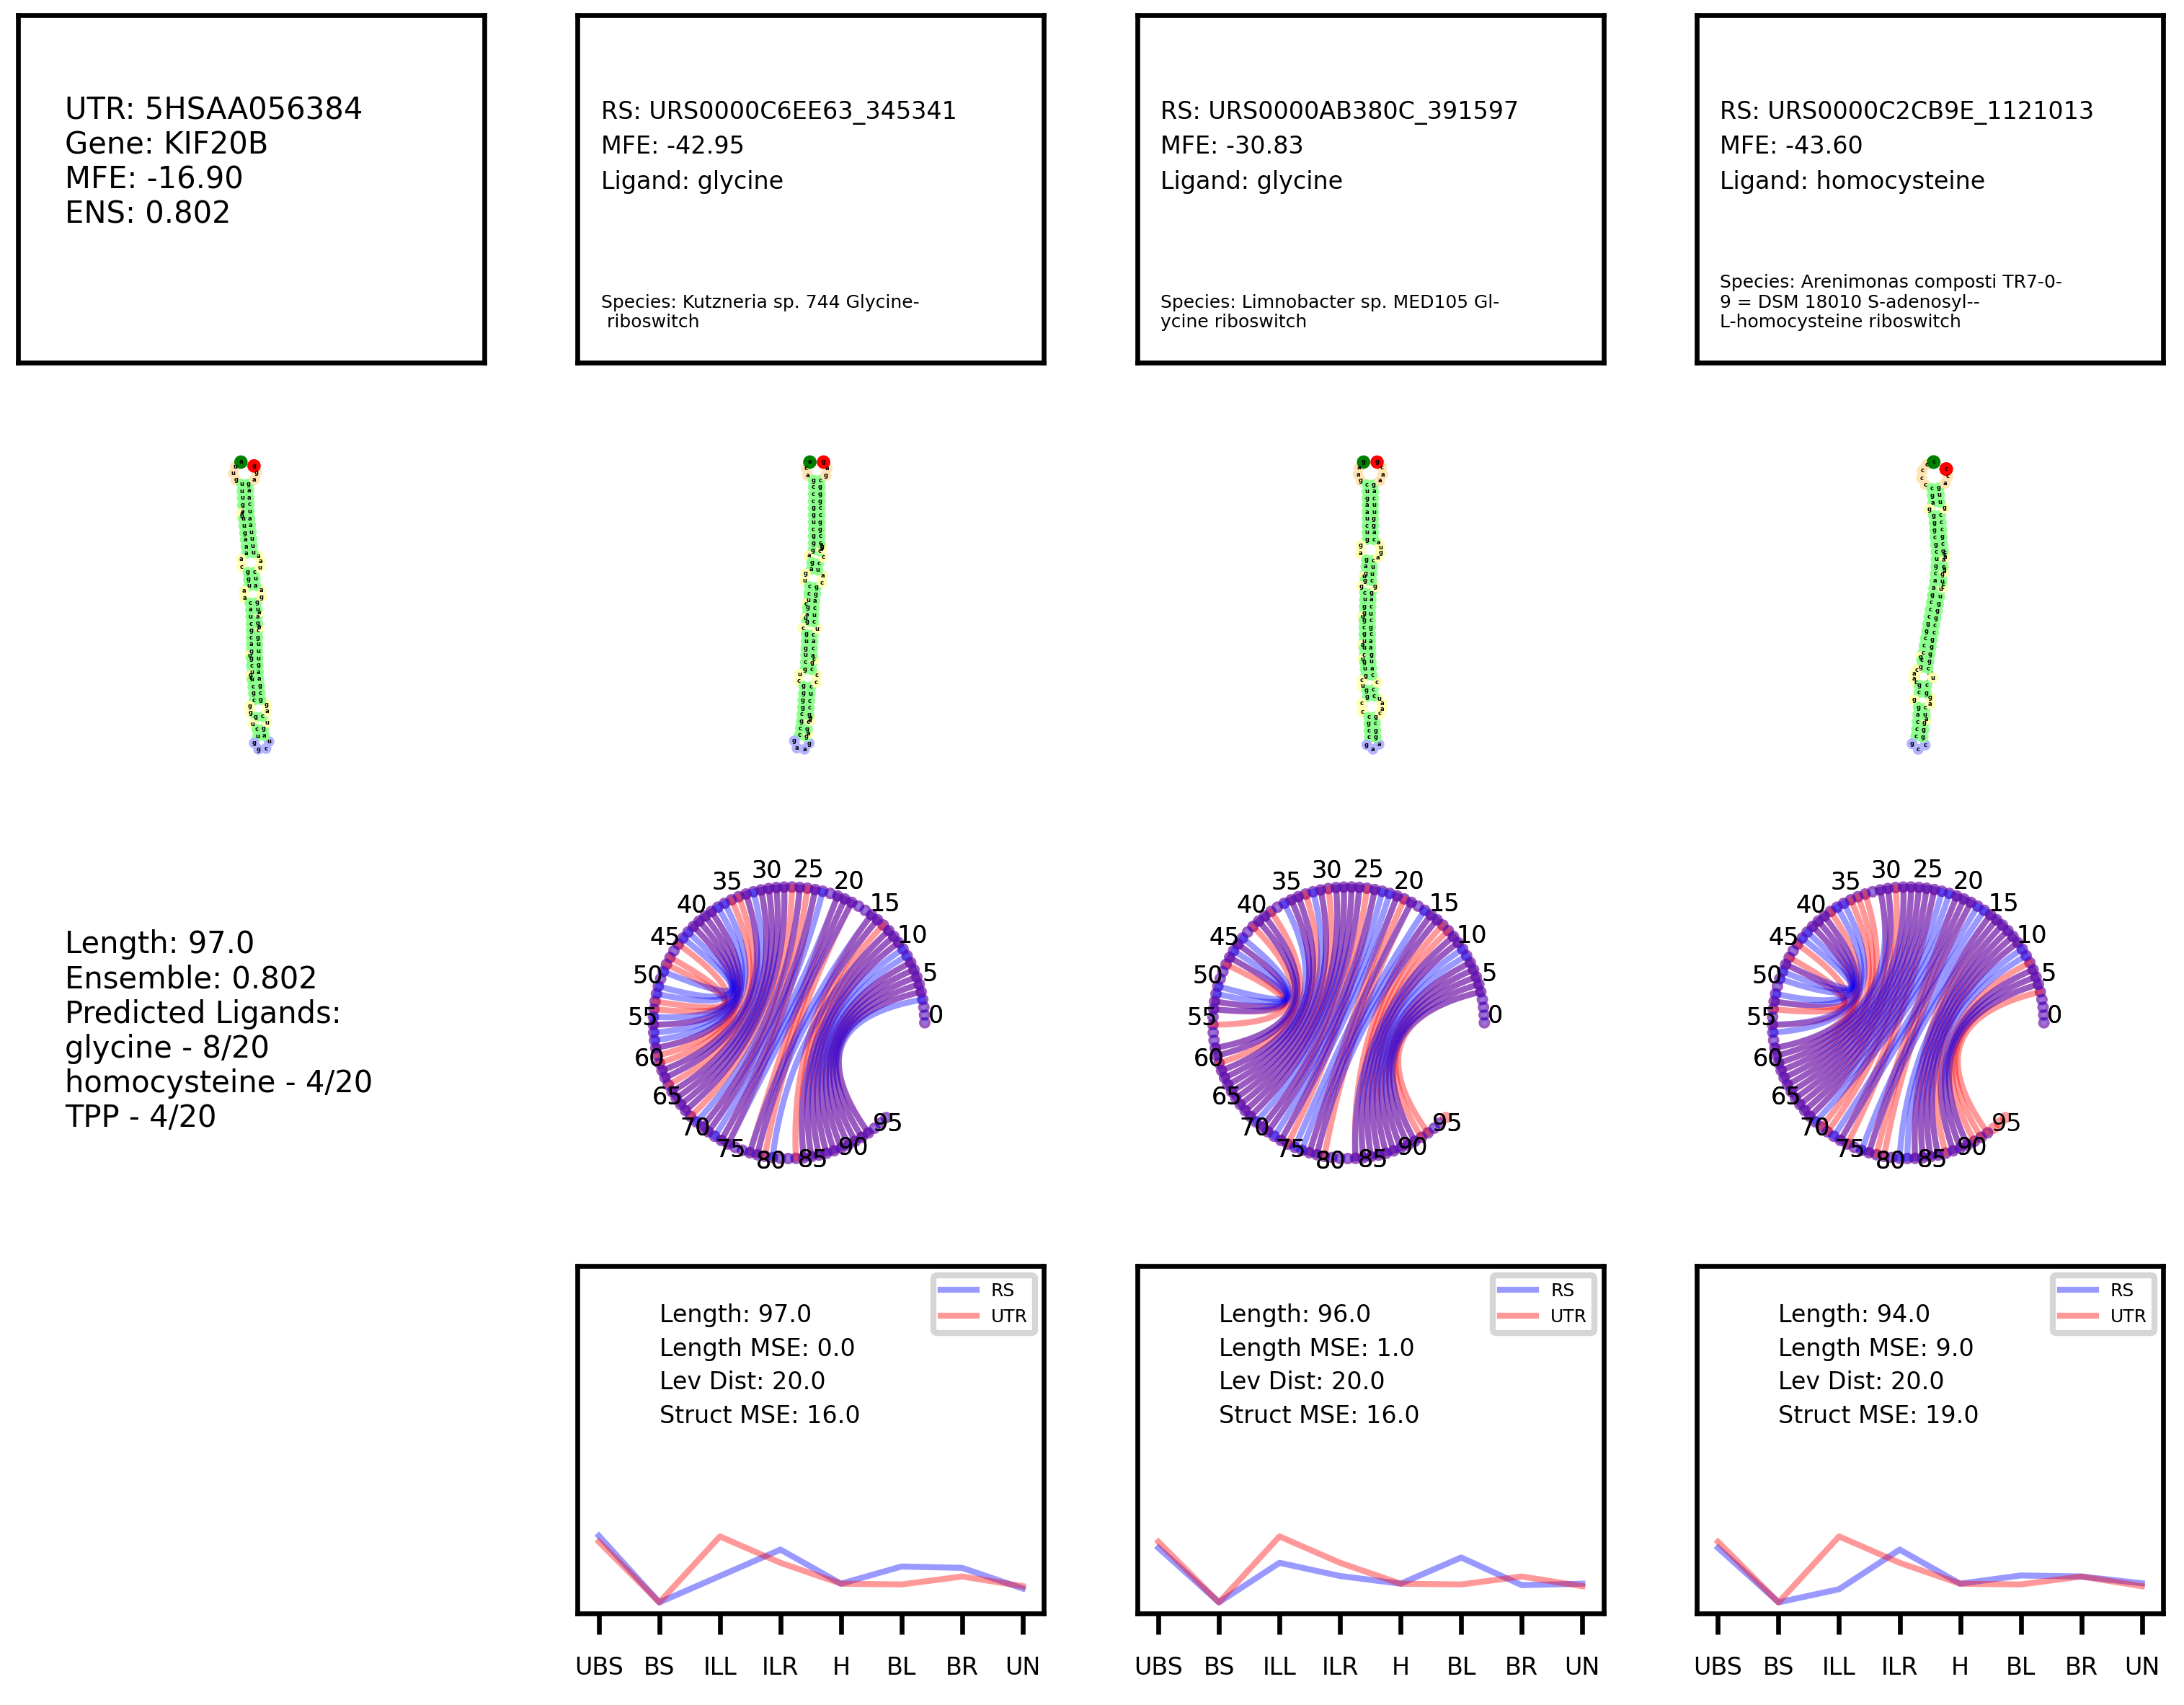 UTR: 5HSAA056384
Gene: KIF20B
MFE: -16.90
ENS: 0.802
RS: URS0000C6EE63_345341
MFE: -42.95
Ligand: glycine
Species: Kutzneria sp. 744 Glycine-
riboswitch
RS: URS0000AB380C_391597
MFE: -30.83
Ligand: glycine
Species: Limnobacter sp. MED105 Gl-
ycine riboswitch
RS: URS0000C2CB9E_1121013
MFE: -43.60
Ligand: homocysteine
Species: Arenimonas composti TR7-0-
9 = DSM 18010 S-adenosyl--
L-homocysteine riboswitch
Length: 97.0
Ensemble: 0.802
Predicted Ligands:
glycine - 8/20
homocysteine - 4/20
TPP - 4/20
0
5
10
15
20
25
30
35
40
45
50
55
60
65
70
75
80
85
90
95
0
5
10
15
20
25
30
35
40
45
50
55
60
65
70
75
80
85
90
95
0
5
10
15
20
25
30
35
40
45
50
55
60
65
70
75
80
85
90
95
RS
UTR
Length: 97.0
Length MSE: 0.0
Lev Dist: 20.0
Struct MSE: 16.0
UBS BS ILL ILR H BL BR UN
RS
UTR
Length: 96.0
Length MSE: 1.0
Lev Dist: 20.0
Struct MSE: 16.0
UBS BS ILL ILR H BL BR UN
RS
UTR
Length: 94.0
Length MSE: 9.0
Lev Dist: 20.0
Struct MSE: 19.0
UBS BS ILL ILR H BL BR UN